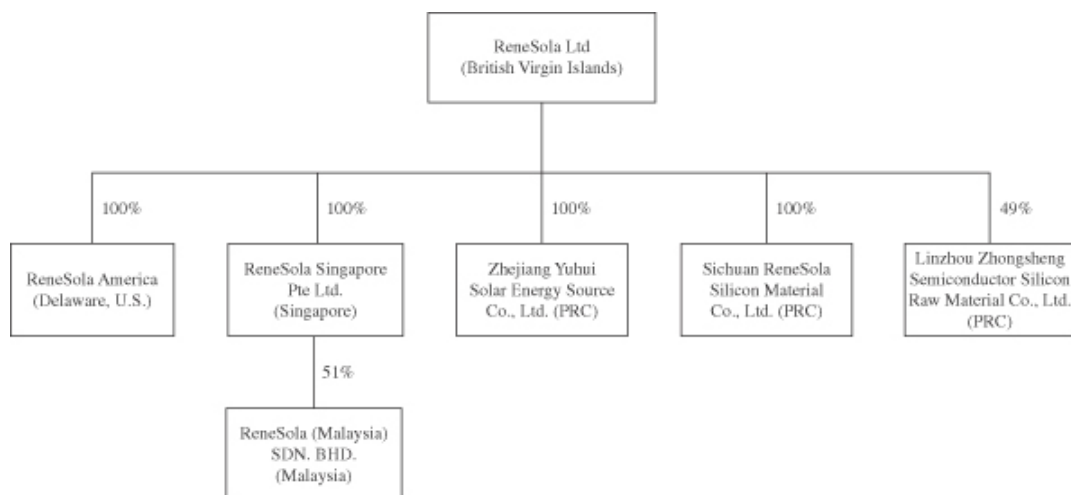 ReneSola Ltd
(British Virgin Islands)
100%
100%
100%
100%
49%
ReneSola America
(Delaware, U.S.)
ReneSola Singapore
Pte Ltd.
(Singapore)
Zhejiang Yuhui
Solar Energy Source
Co., Ltd. (PRC)
Sichuan ReneSola
Silicon Material
Co., Ltd. (PRC)
Linzhou Zhongsheng
Semiconductor Silicon
Raw Material Co., Ltd.
(PRC)
51%
ReneSola (Malaysia)
SDN. BHD.
(Malaysia)